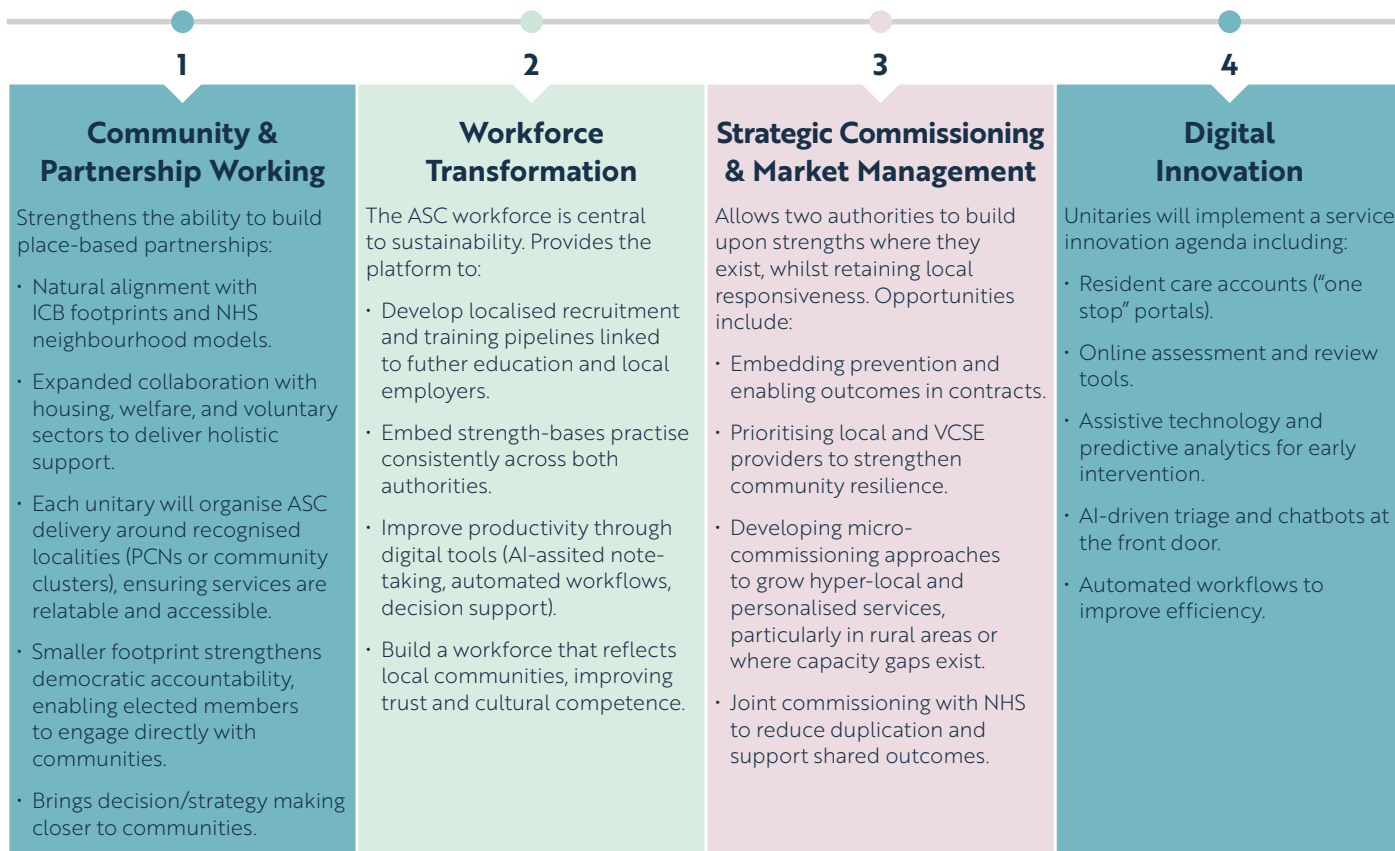 1
Community &
Partnership Working
Strengthens the ability to build
place-based partnerships:
• Natural alignment with
ICB footprints and NHS
neighbourhood models.
• Expanded collaboration with
housing, welfare, and voluntary
sectors to deliver holistic
support.
• Each unitary will organise ASC
delivery around recognised
localities (PCNs or community
clusters), ensuring services are
relatable and accessible.
• Smaller footprint strengthens
democratic accountability,
enabling elected members
to engage directly with
communities.
• Brings decision/strategy making
closer to communities.
2
Workforce
Transformation
The ASC workforce is central
to sustainability. Provides the
platform to:
• Develop localised recruitment
and training pipelines linked
to futher education and local
employers.
• Embed strength-bases practise
consistently across both
authorities.
• Improve productivity through
digital tools (AI-assited note-
taking, automated workflows,
decision support).
• Build a workforce that reflects
local communities, improving
trust and cultural competence.
3
Strategic Commissioning
& Market Management
Allows two authorities to build
upon strengths where they
exist, whilst retaining local
responsiveness. Opportunities
include:
• Embedding prevention and
enabling outcomes in contracts.
• Prioritising local and VCSE
providers to strengthen
community resilience.
• Developing micro-
commissioning approaches
to grow hyper-local and
personalised services,
particularly in rural areas or
where capacity gaps exist.
• Joint commissioning with NHS
to reduce duplication and
support shared outcomes.
4
Digital
Innovation
Unitaries will implement a service
innovation agenda including:
• Resident care accounts (“one
stop” portals).
• Online assessment and review
tools.
• Assistive technology and
predictive analytics for early
intervention.
• AI-driven triage and chatbots at
the front door.
• Automated workflows to
improve efficiency.